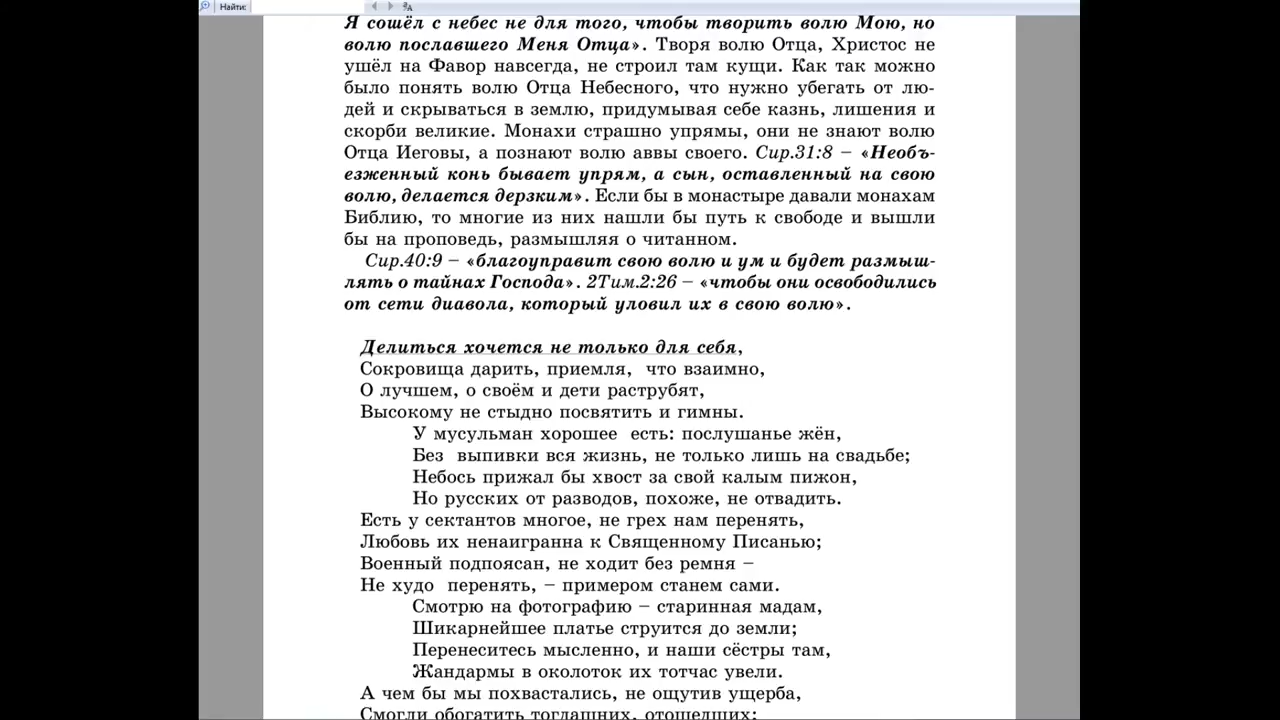 Найти:
Я сошёл с небес не для того, чтобы творить волю Мою, но
волю пославшего Меня Отца». Творя волю Отца, Христос не
ушёл на Фавор навсегда, не строил там кущи. Как так можно
было понять волю Отца Небесного, что нужно убегать от лю-
дей и скрываться в землю, придумывая себе казнь, лишения и
скорби великие. Монахи страшно упрямы, они не знают волю
Отца Иеговы, а познают волю аввы своего. Сир.31:8 – «Необъ-
езженный конь бывает упрям, а сын, оставленный на свою
волю, делается дерзким». Если бы в монастыре давали монахам
Библию, то многие из них нашли бы путь к свободе и вышли
бы на проповедь, размышляя о читанном.
Сир.40:9 – «благоуправит свою волю и ум и будет размыш-
лять о тайнах Господа». 2Тим.2:26 – «чтобы они освободились
от сети диавола, который уловил их в свою волю».
Делиться хочется не только для себя,
Сокровища дарить, приемля, что взаимно,
О лучшем, о своём и дети раструбят,
Высокому не стыдно посвятить и гимны.
У мусульман хорошее есть: послушанье жён,
Без выпивки вся жизнь, не только лишь на свадьбе;
Небось прижал бы хвост за свой калым пижон,
Но русских от разводов, похоже, не отвадить.
Есть у сектантов многое, не грех нам перенять,
Любовь их ненаигранна к Священному Писанью;
Военный подпоясан, не ходит без ремня –
Не худо перенять, – примером станем сами.
Смотрю на фотографию – старинная мадам,
Шикарнейшее платье струится до земли;
Перенеситесь мысленно, и наши сёстры там,
Жандармы в околоток их тотчас увели.
А чем бы мы похвастались, не ощутив ущерба,
Смогли обогатить тогдашних, отошедших;